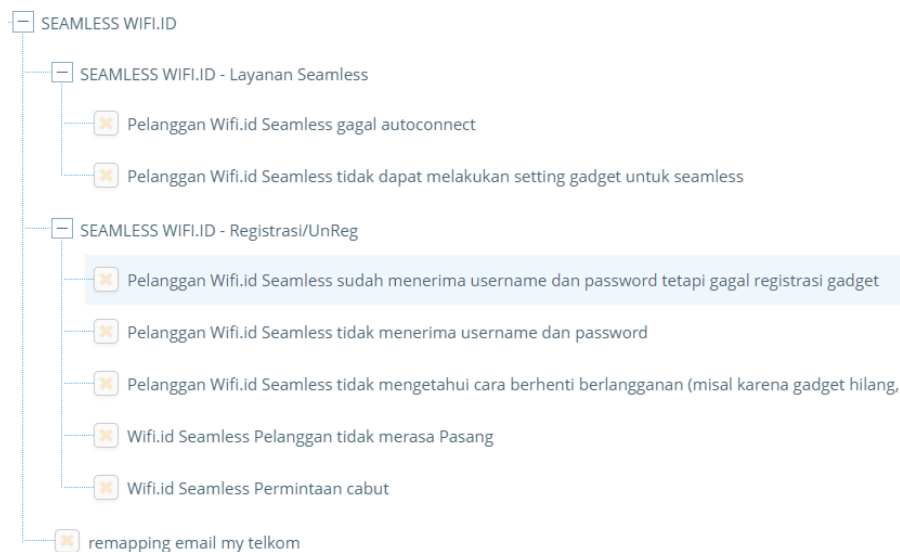 SEAMLESS WIFI.ID
SEAMLESS WIFI.ID - Layanan Seamless
Pelanggan Wifi.id Seamless gagal autoconnect
Pelanggan Wifi.id Seamless tidak dapat melakukan setting gadget untuk seamless
SEAMLESS WIFI.ID - Registrasi/UnReg
Pelanggan Wifi.id Seamless sudah menerima username dan password tetapi gagal registrasi gadget
Pelanggan Wifi.id Seamless tidak menerima username dan password
Pelanggan Wifi.id Seamless tidak mengetahui cara berhenti berlangganan (misal karena gadget hilang,
Wifi.id Seamless Pelanggan tidak merasa Pasang
Wifi.id Seamless Permintaan cabut
remapping email my telkom